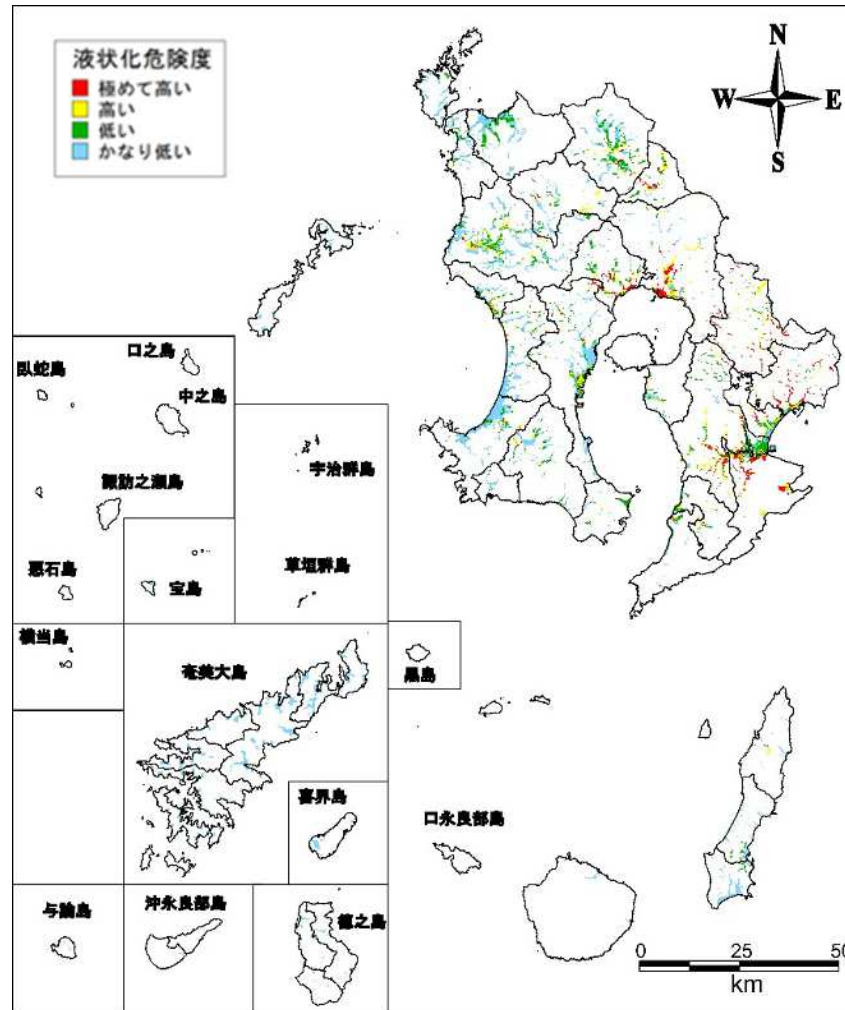 液状化危険度
極めて高い
高い
低い
かなり低い
N
W E
S
口之島
臥蛇島
中之島
宇治群島
諏訪之瀬島
草垣群島
悪石島
宝島
横当島
黒島
奄美大島
喜界島
口永良部島
与論島
沖永良部島
徳之島
0 25 50
km